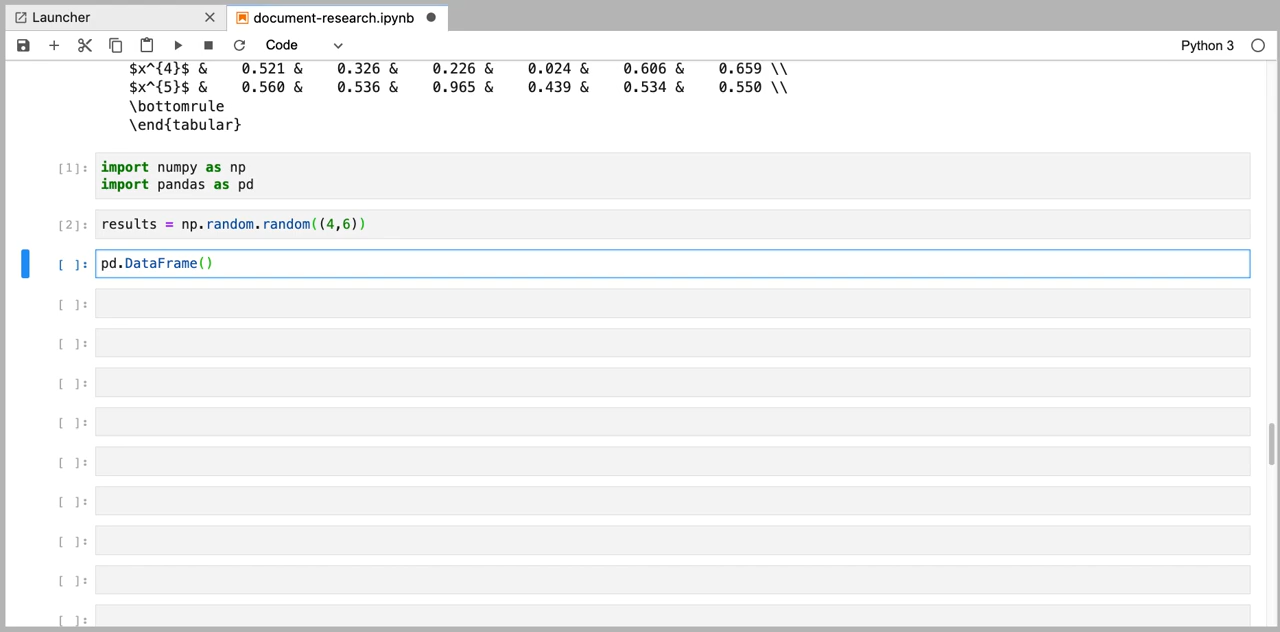 Launcher
document-research.ipynb
Code
Python 3
$x^{4}$ & 0.521 & 0.326 & 0.226 & 0.024 & 0.606 & 0.659 \\
$x^{5}$ & 0.560 & 0.536 & 0.965 & 0.439 & 0.534 & 0.550 \\
\bottomrule
\end{tabular}
[1]: import numpy as np
import pandas as pd
[2]: results = np.random.random((4,6))
[ ]: pd.DataFrame()
[ ]:
[ ]:
[ ]:
[ ]:
[ ]:
[ ]:
[ ]:
[ ]:
[ ]: